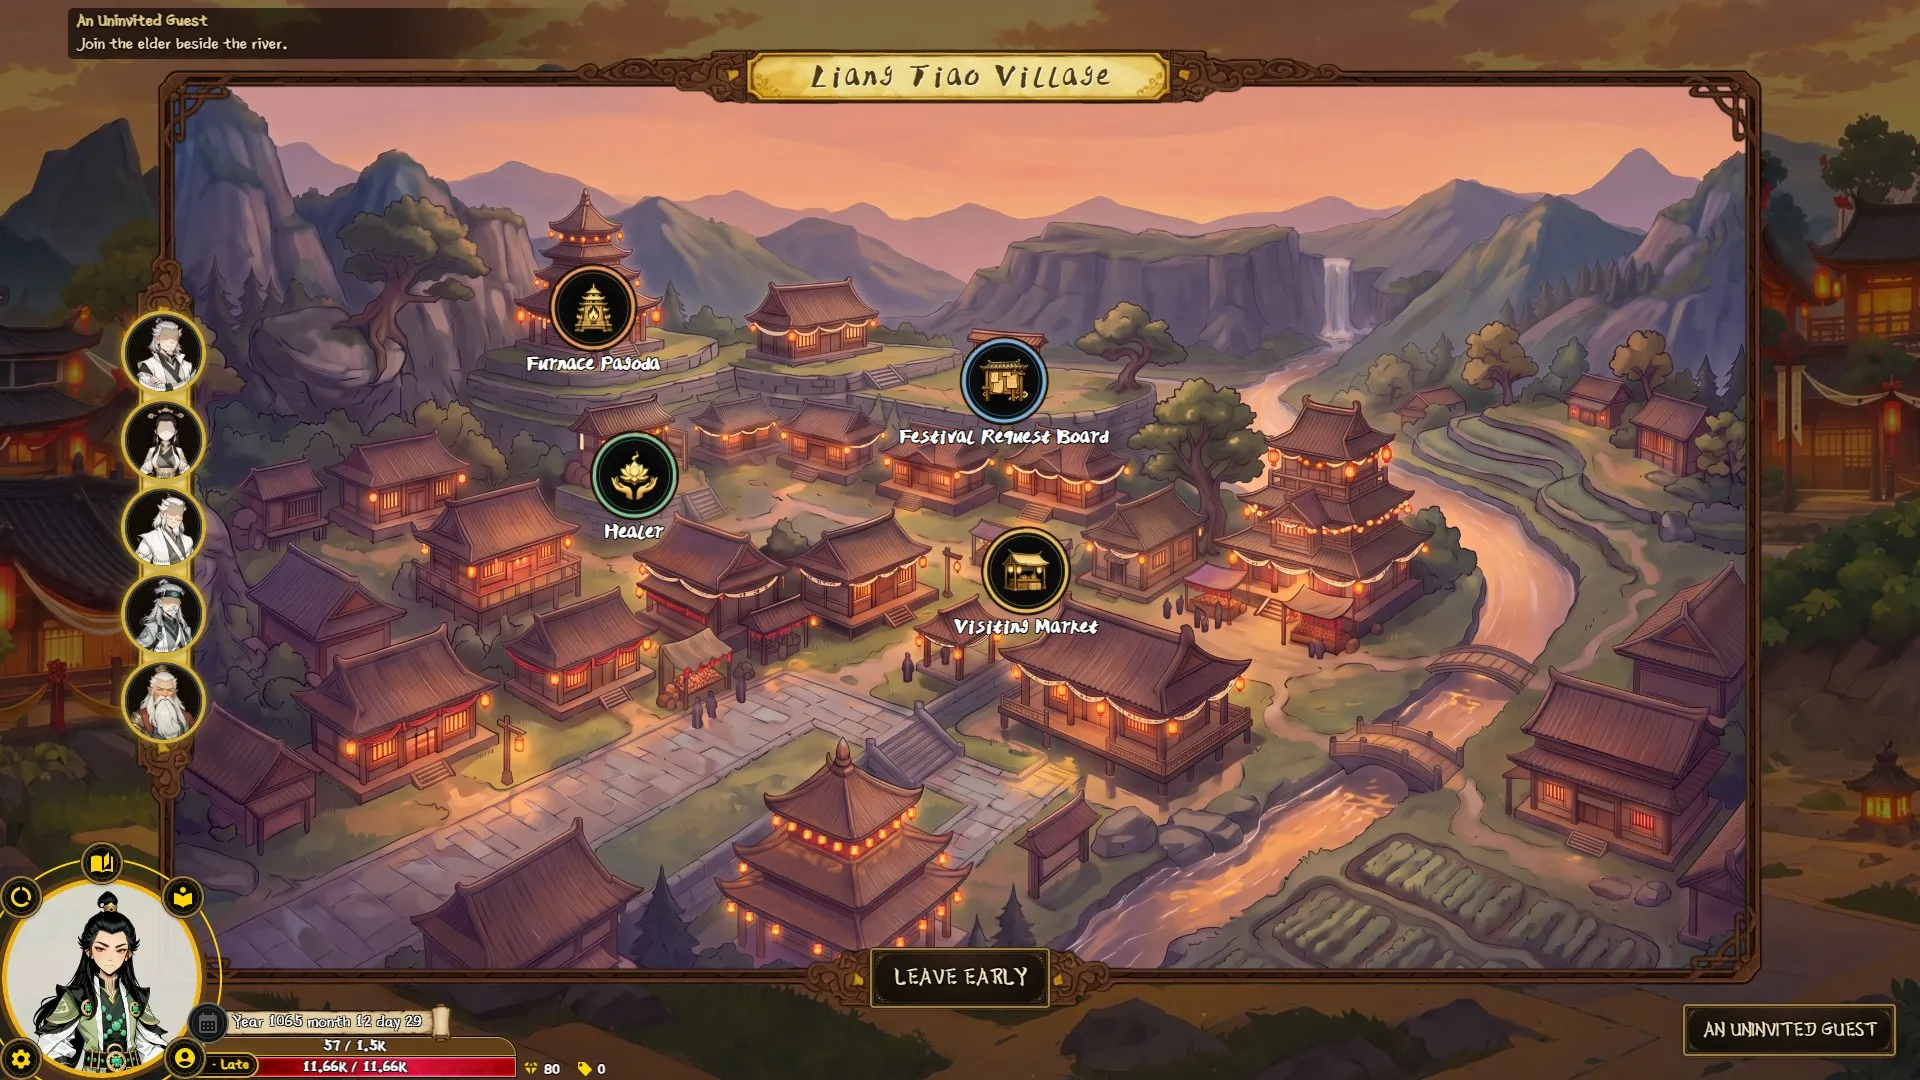 An Uninvited Guest
Join the elder beside the river.
Liang Tiao Village
Furnace Pagoda
Festival Request Board
Healer
Visiting Market
LEAVE EARLY
AN UNINVITED GUEST
Year 1065 month 12 day 29
57 / 1.5K
- Late
11.66K / 11.66K
80
0